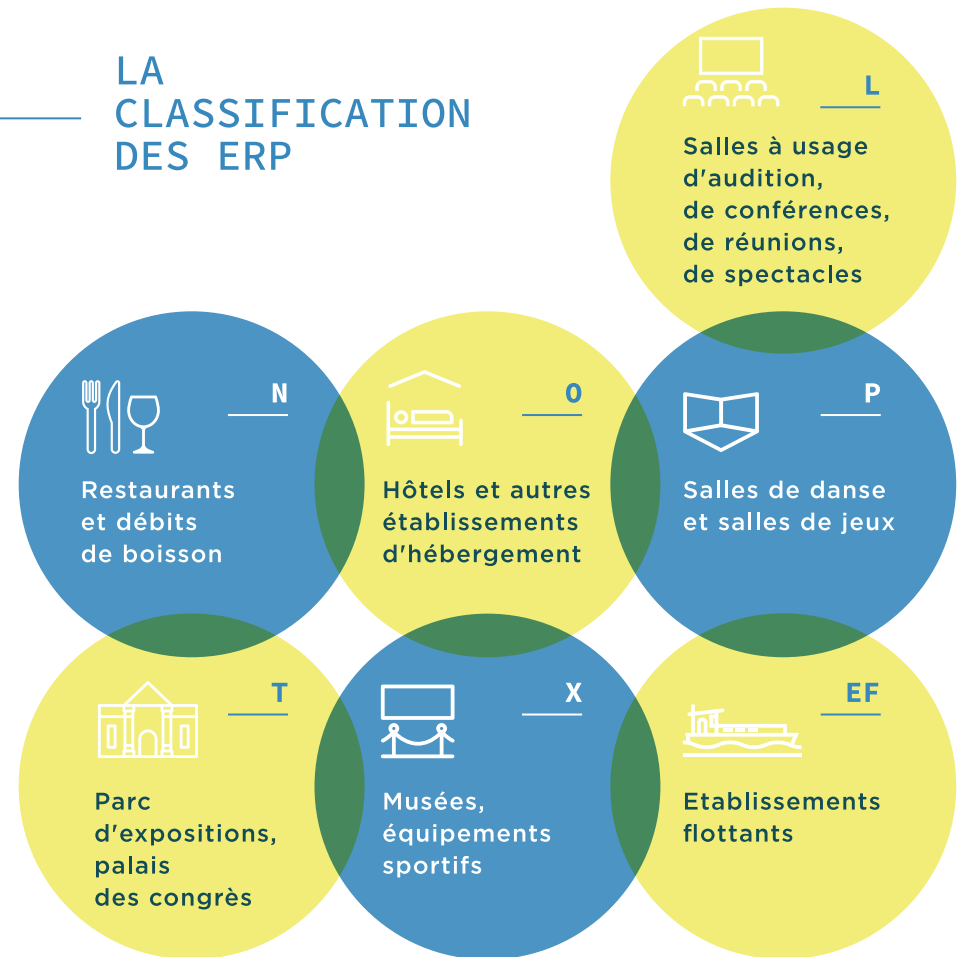 LA
CLASSIFICATION
DES ERP
L
Salles à usage
d'audition,
de conférences,
de réunions,
de spectacles
N
Restaurants
et débits
de boisson
O
Hôtels et autres
établissements
d'hébergement
P
Salles de danse
et salles de jeux
T
Parc
d'expositions,
palais
des congrès
X
Musées,
équipements
sportifs
EF
Etablissements
flottants